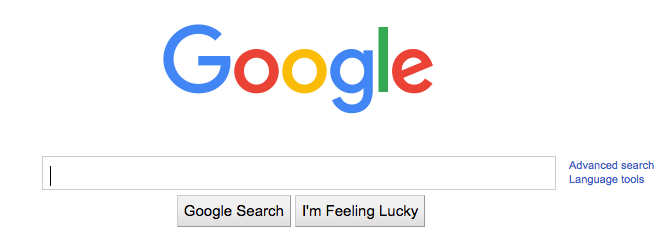 Google
Advanced search
Language tools
Google Search
I'm Feeling Lucky